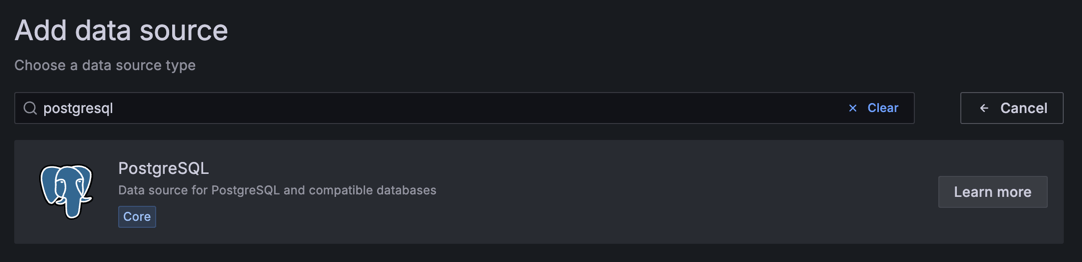 Add data source
Choose a data source type
postgresql
Clear
Cancel
PostgreSQL
Data source for PostgreSQL and compatible databases
Core
Learn more